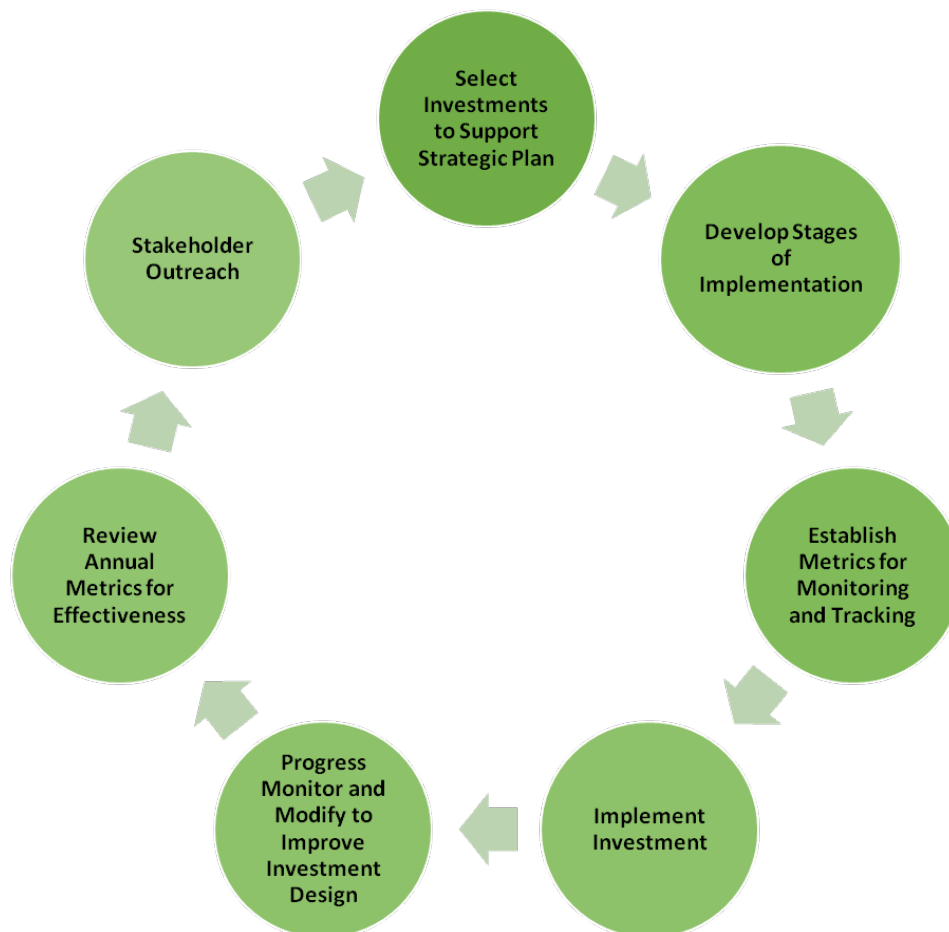 Select
Investments
to Support
Strategic Plan
Develop Stages
of
Implementation
Establish
Metrics for
Monitoring
and Tracking
Implement
Investment
Progress
Monitor and
Modify to
Improve
Investment
Design
Review
Annual
Metrics for
Effectiveness
Stakeholder
Outreach